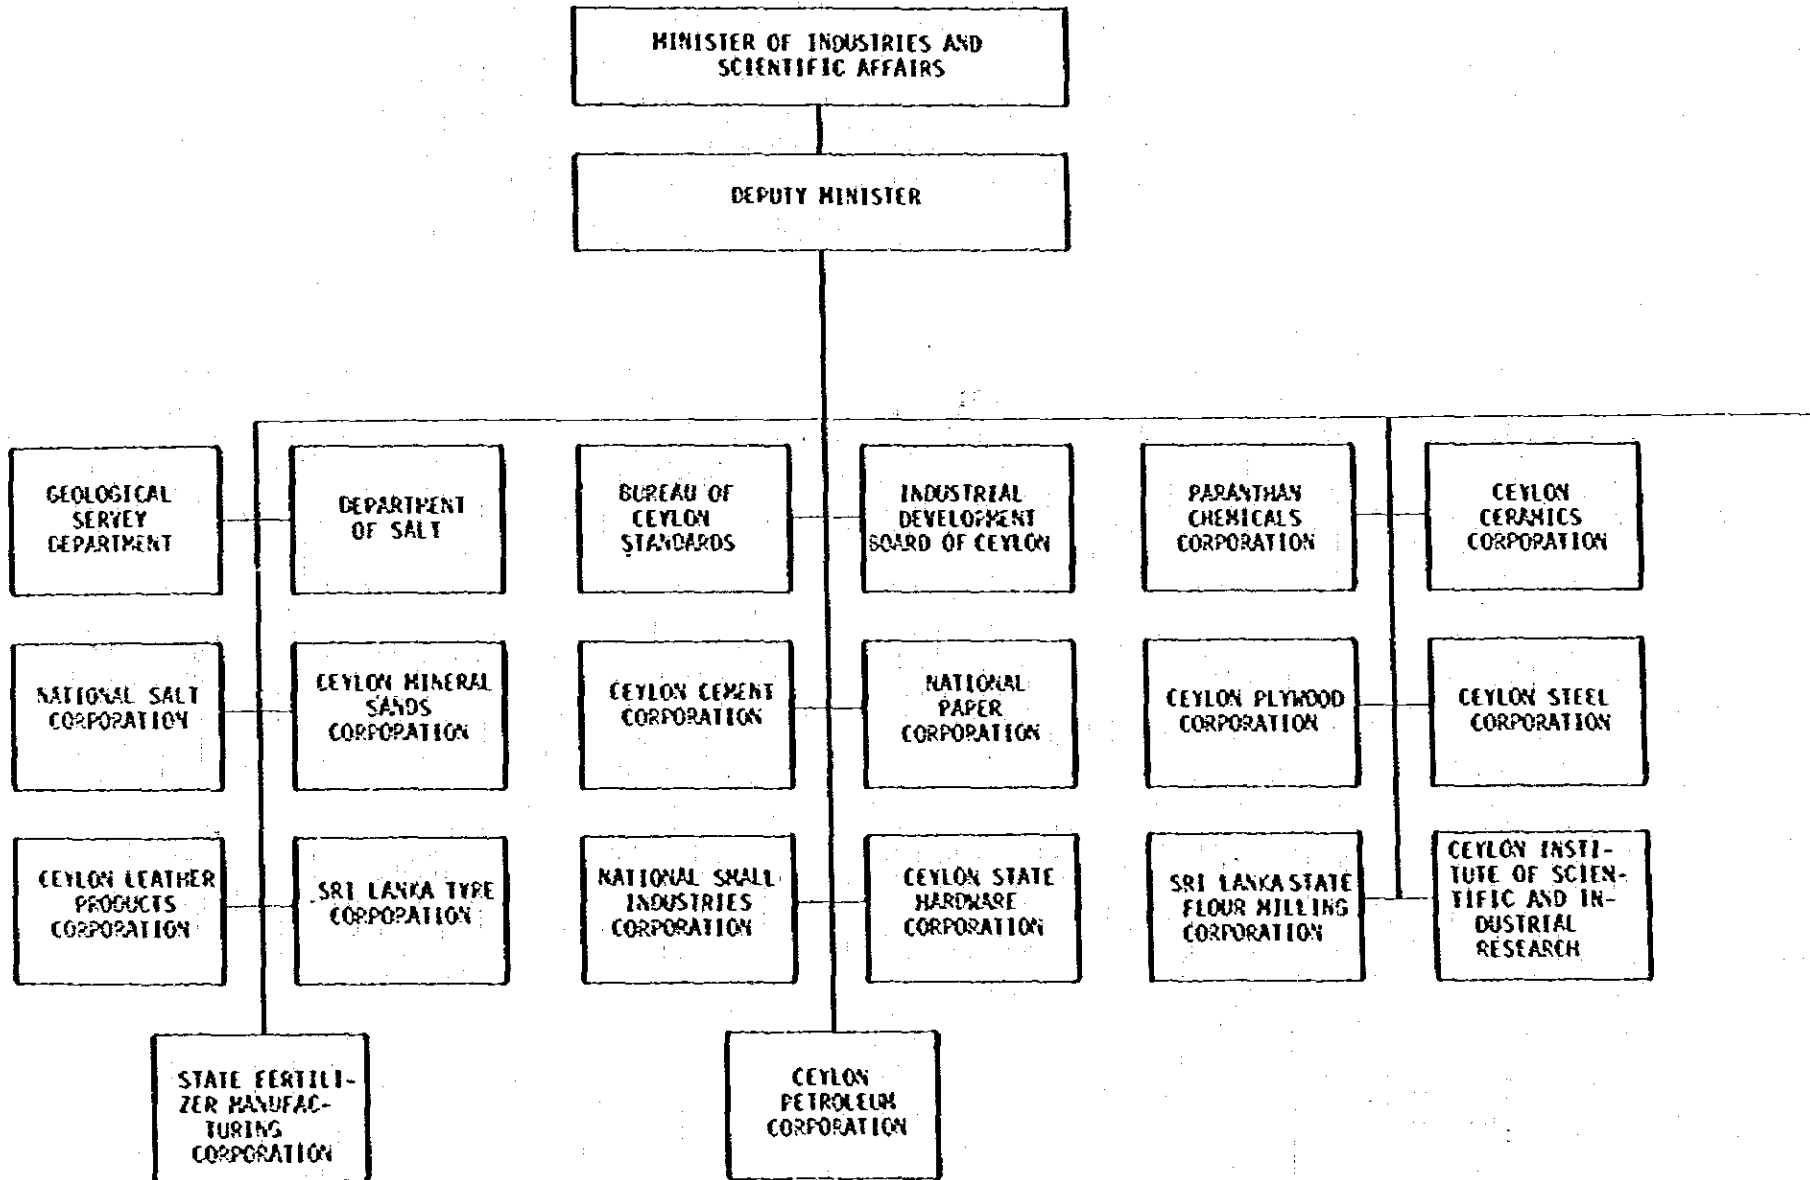 MINISTER OF INDUSTRIES AND
SCIENTIFIC AFFAIRS
DEPUTY MINISTER
GEOLOGICAL
SERVEY
DEPARTMENT
DEPARTMENT
OF SALT
BUREAU OF
CEYLON
STANDARDS
INDUSTRIAL
DEVELOPMENT
BOARD OF CEYLON
PARANTHAN
CHEMICALS
CORPORATION
CEYLON
CERAMICS
CORPORATION
NATIONAL SALT
CORPORATION
CEYLON MINERAL
SANDS
CORPORATION
CEYLON CEMENT
CORPORATION
NATIONAL
PAPER
CORPORATION
CEYLON PLYWOOD
CORPORATION
CEYLON STEEL
CORPORATION
CEYLON LEATHER
PRODUCTS
CORPORATION
SRI LANKA TYRE
CORPORATION
NATIONAL SMALL
INDUSTRIES
CORPORATION
CEYLON STATE
HARDWARE
CORPORATION
SRI LANKA STATE
FLOUR MILLING
CORPORATION
CEYLON INSTI-
TUTE OF SCIEN-
TIFIC AND IN-
DUSTRIAL
RESEARCH
STATE FERTILI-
ZER MANUFAC-
TURING
CORPORATION
CEYLON
PETROLEUM
CORPORATION